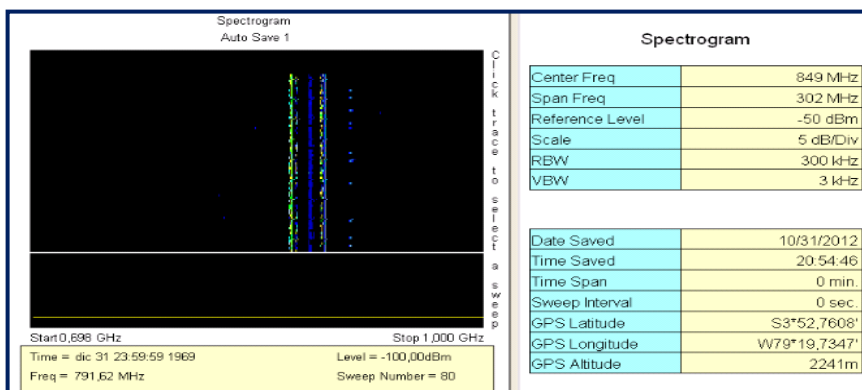 Spectrogram
Auto Save 1
Click trace to select a sweep
Start 0,698 GHz Stop 1,000 GHz
Time = dic 31 23:59:59 1969 Level = -100,00dBm
Freq = 791,62 MHz Sweep Number = 80
Spectrogram
Center Freq 849 MHz
Span Freq 302 MHz
Reference Level -50 dBm
Scale 5 dB/Div
RBW 300 kHz
VBW 3 kHz
Date Saved 10/31/2012
Time Saved 20:54:46
Time Span 0 min.
Sweep Interval 0 sec.
GPS Latitude S3°52,7608'
GPS Longitude W79°19,7347'
GPS Altitude 2241m